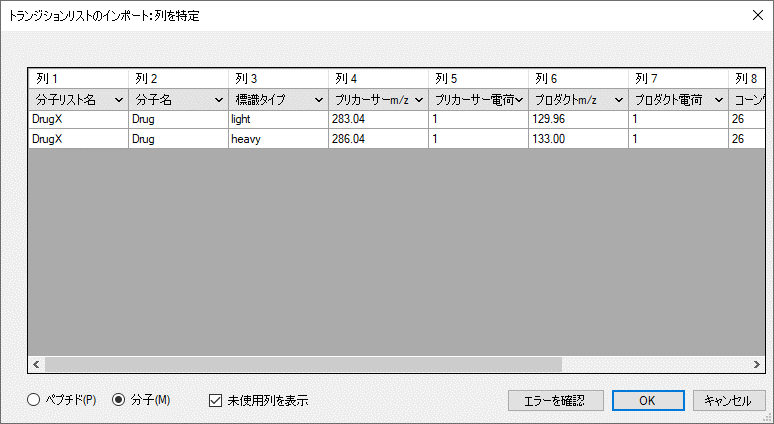 トランジションリストのインポート:列を特定
列 1 列 2 列 3 列 4 列 5 列 6 列 7 列 8
分子リスト名 分子名 標識タイプ プリカーサーm/z プリカーサー電荷 プロダクトm/z プロダクト電荷 コーン
DrugX Drug light 283.04 1 129.96 1 26
DrugX Drug heavy 286.04 1 133.00 1 26
ペプチド(P) 分子(M) 未使用列を表示 エラーを確認 OK キャンセル